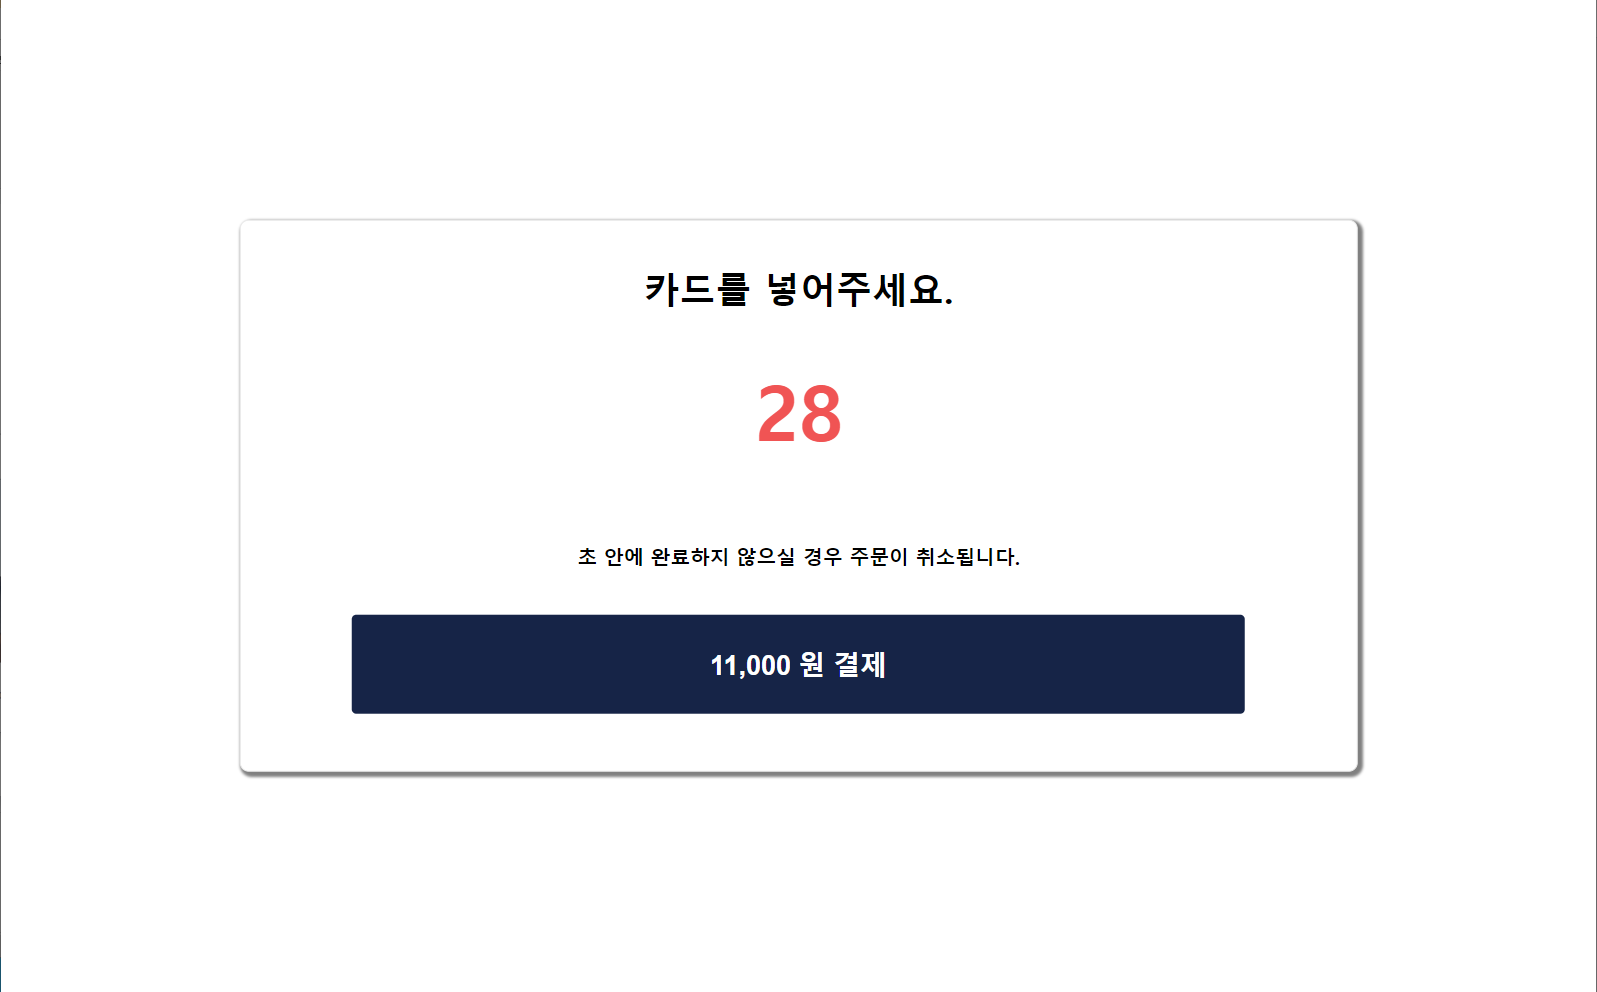 카드를 넣어주세요.
28
초 안에 완료하지 않으실 경우 주문이 취소됩니다.
11,000 원 결제